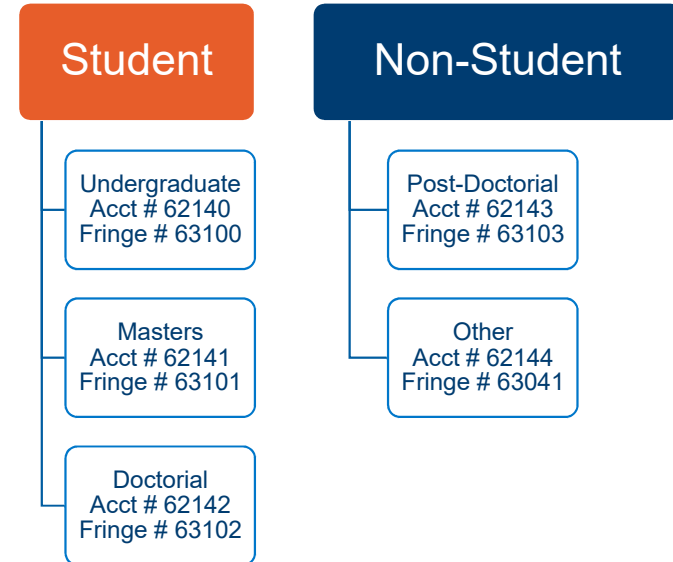 Student
Undergraduate
Acct # 62140
Fringe # 63100
Masters
Acct # 62141
Fringe # 63101
Doctorial
Acct # 62142
Fringe # 63102
Non-Student
Post-Doctorial
Acct # 62143
Fringe # 63103
Other
Acct # 62144
Fringe # 63041